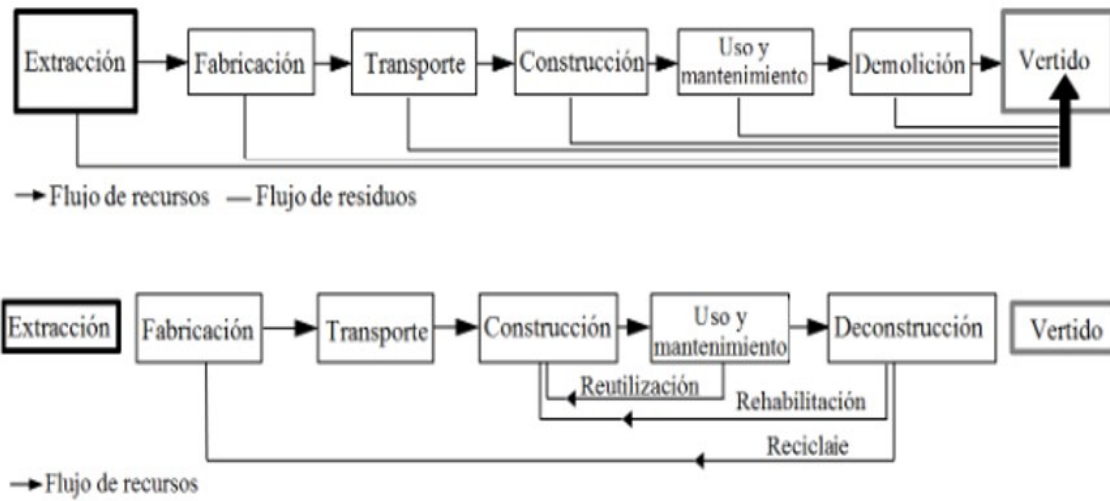 Extracción
Fabricación
Transporte
Construcción
Uso y
mantenimiento
Demolición
Vertido
Flujo de recursos
Flujo de residuos
Extracción
Fabricación
Transporte
Construcción
Uso y
mantenimiento
Deconstrucción
Vertido
Reutilización
Rehabilitación
Reciclaie
Flujo de recursos